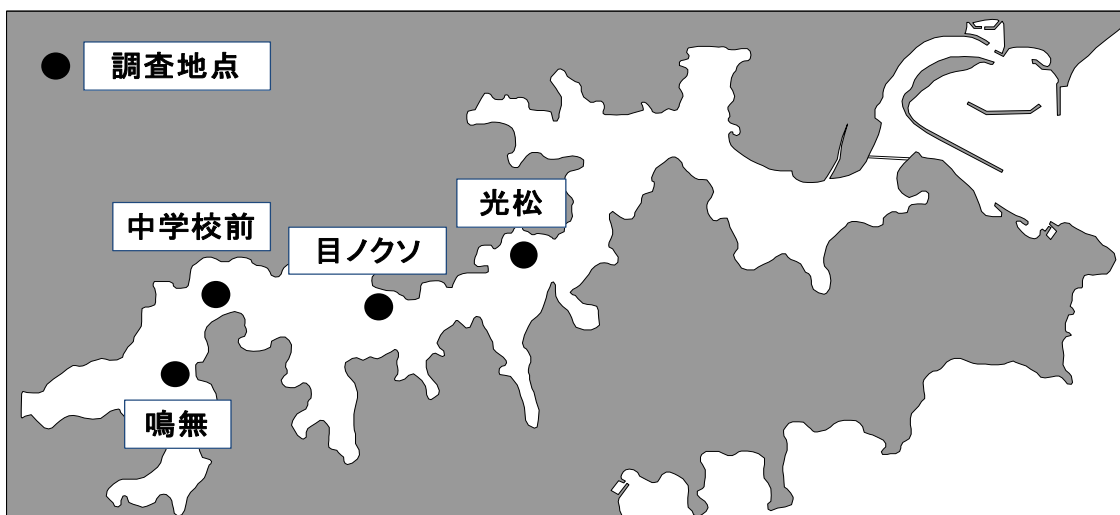 調査地点
光松
中学校前
目ノクソ
鳴無